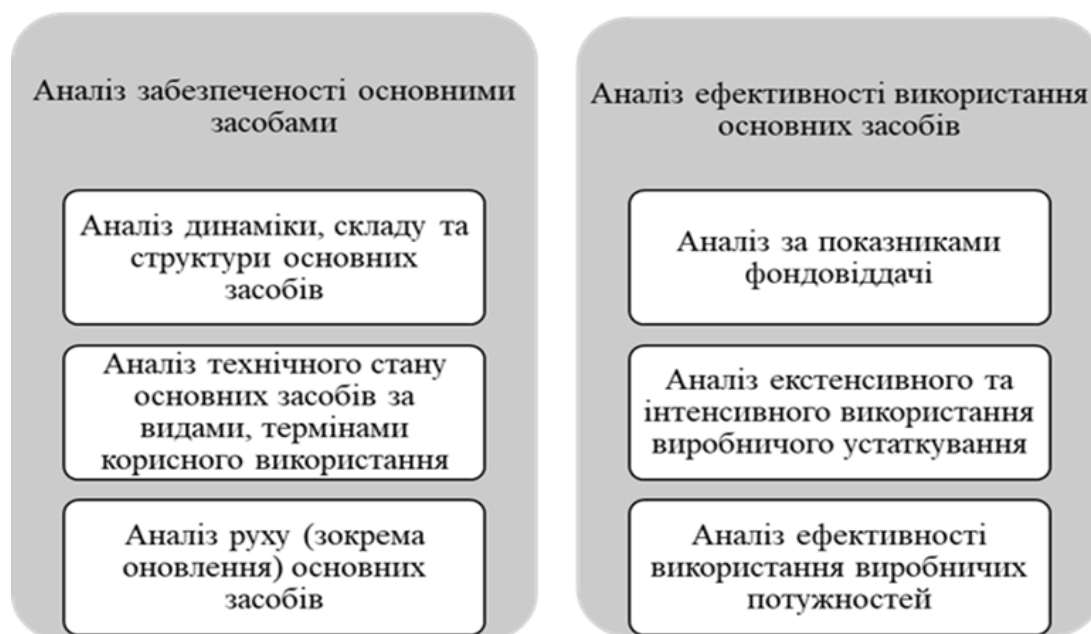 Аналіз забезпеченості основними
засобами
Аналіз динаміки, складу та
структури основних
засобів
Аналіз технічного стану
основних засобів за
видами, термінами
корисного використання
Аналіз руху (зокрема
оновлення) основних
засобів
Аналіз ефективності використання
основних засобів
Аналіз за показниками
фондовіддачі
Аналіз екстенсивного та
інтенсивного використання
виробничого устаткування
Аналіз ефективності
використання виробничих
потужностей